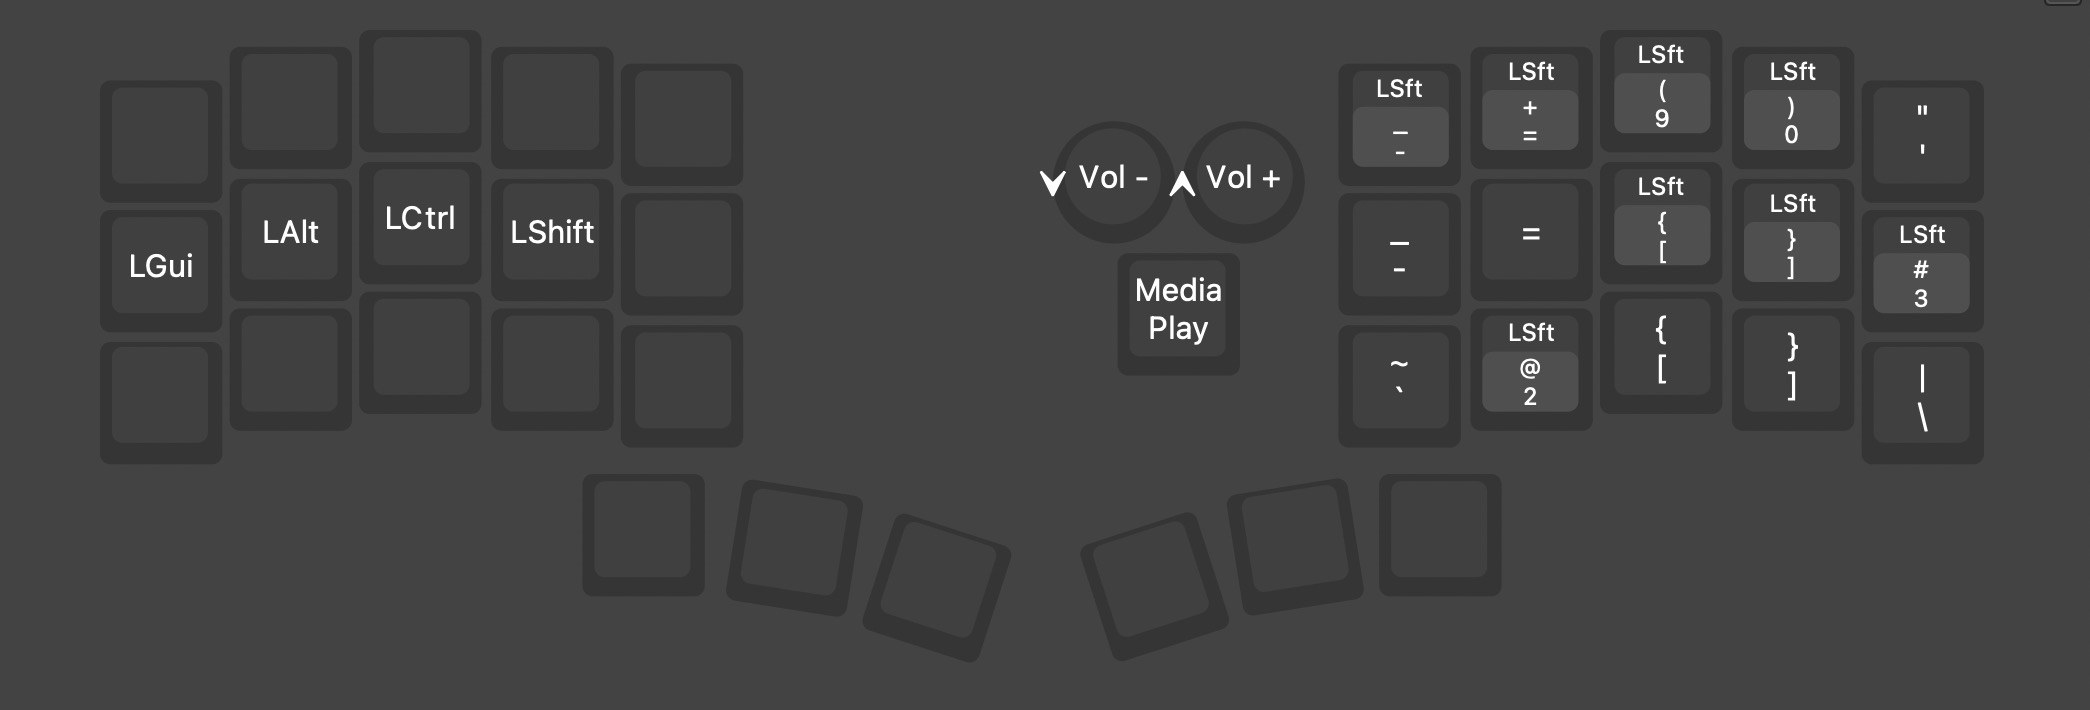 LGui
LAlt
LCtrl
LShift
Vol -
Vol +
Media
Play
LSft
_
-
LSft
+
=
LSft
(
9
LSft
)
0
"
'
_
-
=
LSft
{
[
LSft
}
]
LSft
#
3
~
`
LSft
@
2
{
[
}
]
|
\